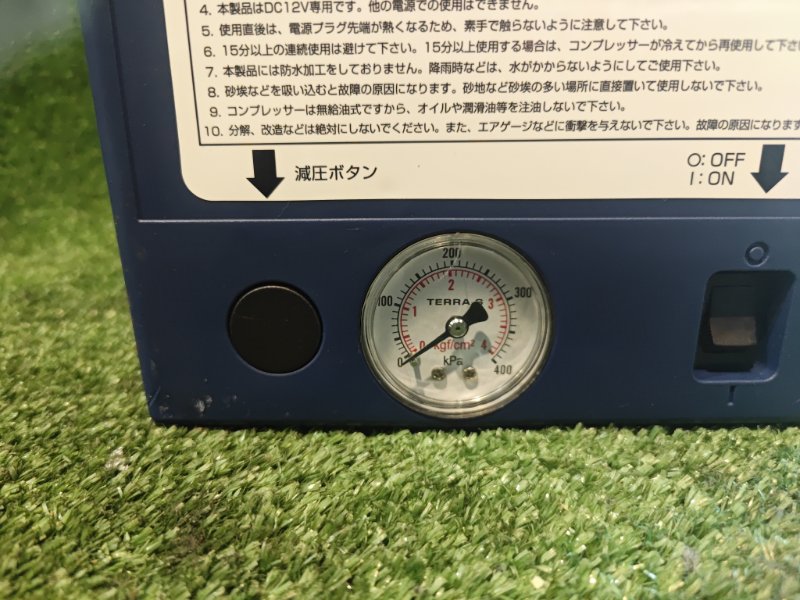 4. 本製品はDC12V専用です。他の電源での使用はできません。
5. 使用直後は、電源プラグ先端が熱くなるため、素手で触らないように注意して下さい。
6. 15分以上の連続使用は避けて下さい。15分以上使用する場合は、コンプレッサーが冷えてから再使用して下さ
7. 本製品には防水加工をしておりません。降雨時などは、水がかからないようにしてご使用下さい。
8. 砂埃などを吸い込むと故障の原因になります。砂地など砂埃の多い場所に直接置いて使用しないで下さい。
9. コンプレッサーは無給油式ですから、オイルや潤滑油等を注油しないで下さい。
10. 分解、改造などは絶対にしないでください。また、エアゲージなどに衝撃を与えないで下さい。故障の原因になります
減圧ボタン
O: OFF
I: ON
200
2
100
300
TERRA-S
1
3
0
kgf/cm²
4
0
kPa
400